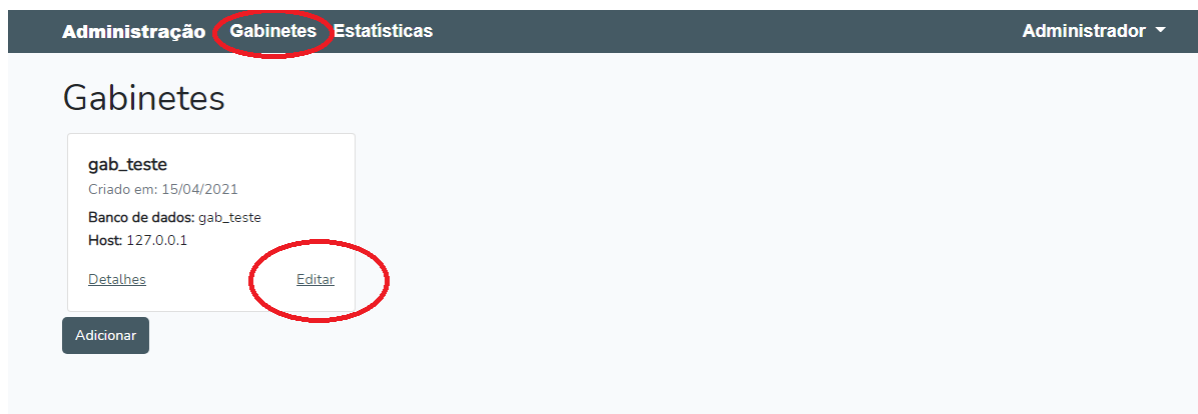 Administração Gabinetes Estatísticas Administrador
Gabinetes
gab_teste
Criado em: 15/04/2021
Banco de dados: gab_teste
Host: 127.0.0.1
Detalhes Editar
Adicionar